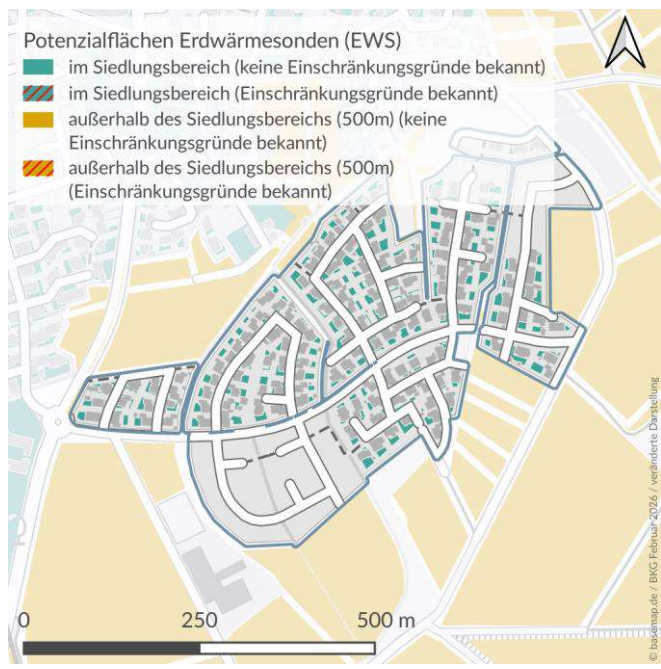 Potenzialflächen Erdwärmesonden (EWS)
im Siedlungsbereich (keine Einschränkungsgründe bekannt)
im Siedlungsbereich (Einschränkungsgründe bekannt)
außerhalb des Siedlungsbereichs (500m) (keine
Einschränkungsgründe bekannt)
außerhalb des Siedlungsbereichs (500m)
(Einschränkungsgründe bekannt)
0 250 500 m
© basemap.de / BKG Februar 2026 / veränderte Darstellung